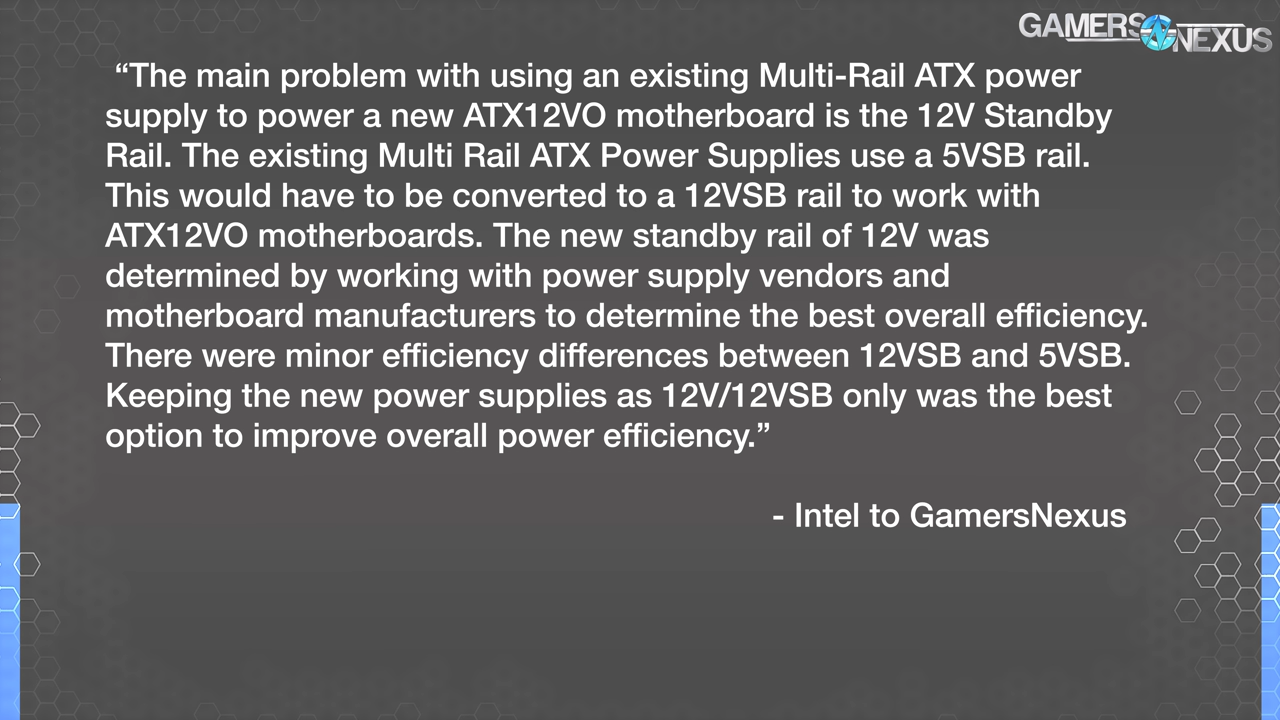 GAMERS NEXUS
“The main problem with using an existing Multi-Rail ATX power
supply to power a new ATX12VO motherboard is the 12V Standby
Rail. The existing Multi Rail ATX Power Supplies use a 5VSB rail.
This would have to be converted to a 12VSB rail to work with
ATX12VO motherboards. The new standby rail of 12V was
determined by working with power supply vendors and
motherboard manufacturers to determine the best overall efficiency.
There were minor efficiency differences between 12VSB and 5VSB.
Keeping the new power supplies as 12V/12VSB only was the best
option to improve overall power efficiency.”
- Intel to GamersNexus